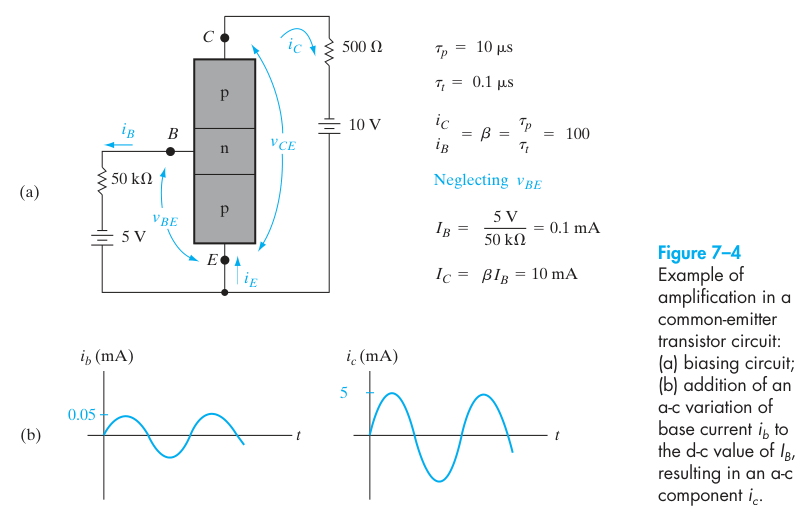 C
i_C
500 Ω
p
10 V
i_B
B
n
v_CE
50 kΩ
(a)
v_BE
p
5 V
E
i_E
τ_p = 10 μs
τ_t = 0.1 μs
i_C / i_B = β = τ_p / τ_t = 100
Neglecting v_BE
I_B = 5 V / 50 kΩ = 0.1 mA
I_C = βI_B = 10 mA
i_b (mA)
0.05
t
(b)
i_c (mA)
5
t
Figure 7–4
Example of
amplification in a
common-emitter
transistor circuit:
(a) biasing circuit;
(b) addition of an
a-c variation of
base current i_b to
the d-c value of I_B,
resulting in an a-c
component i_c.